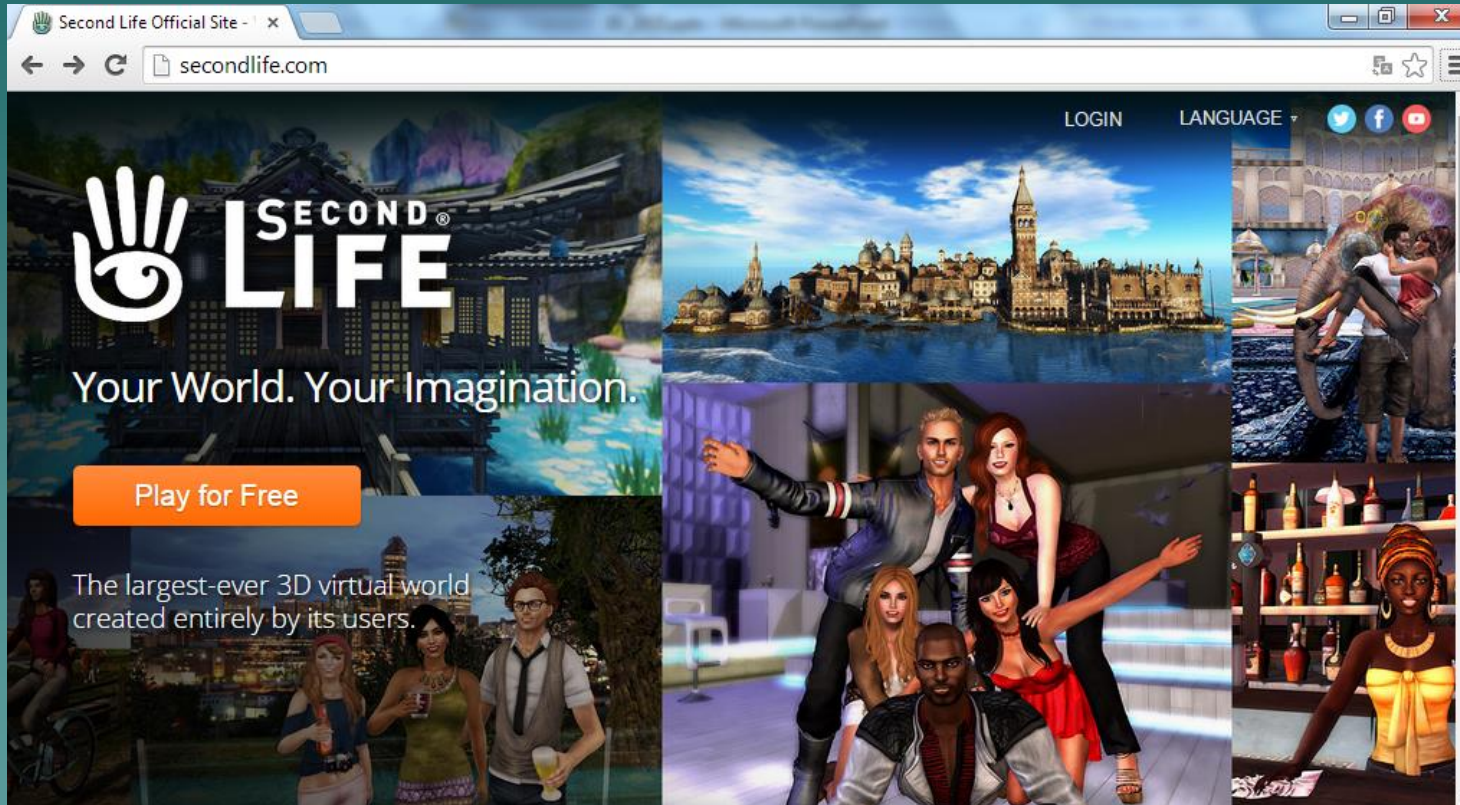 Second Life Official Site -
secondlife.com
LOGIN
LANGUAGE
SECOND®
LIFE
Your World. Your Imagination.
Play for Free
The largest-ever 3D virtual world
created entirely by its users.